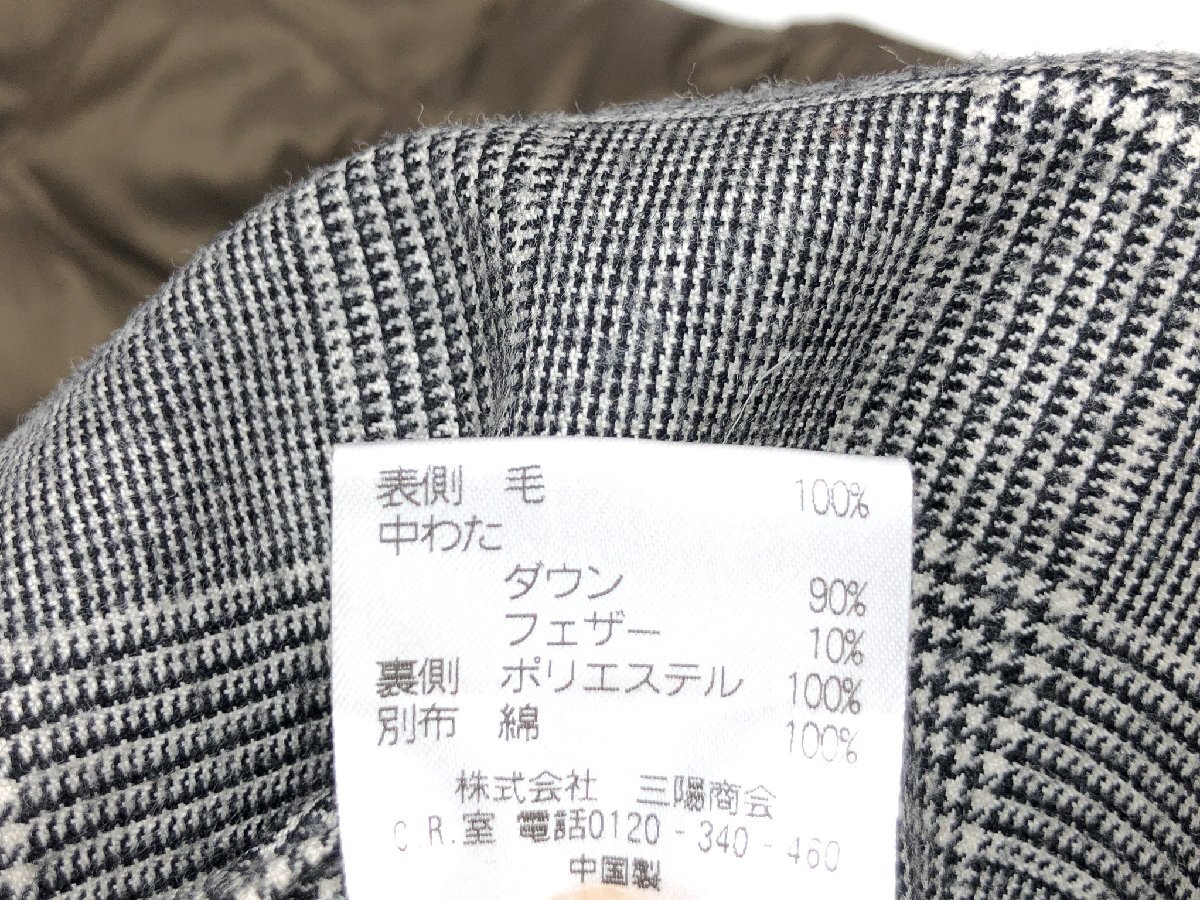 表側 毛 100%
中わた
ダウン 90%
フェザー 10%
裏側 ポリエステル 100%
別布 綿 100%
株式会社 三陽商会
C.R.室 電話0120-340-460
中国製